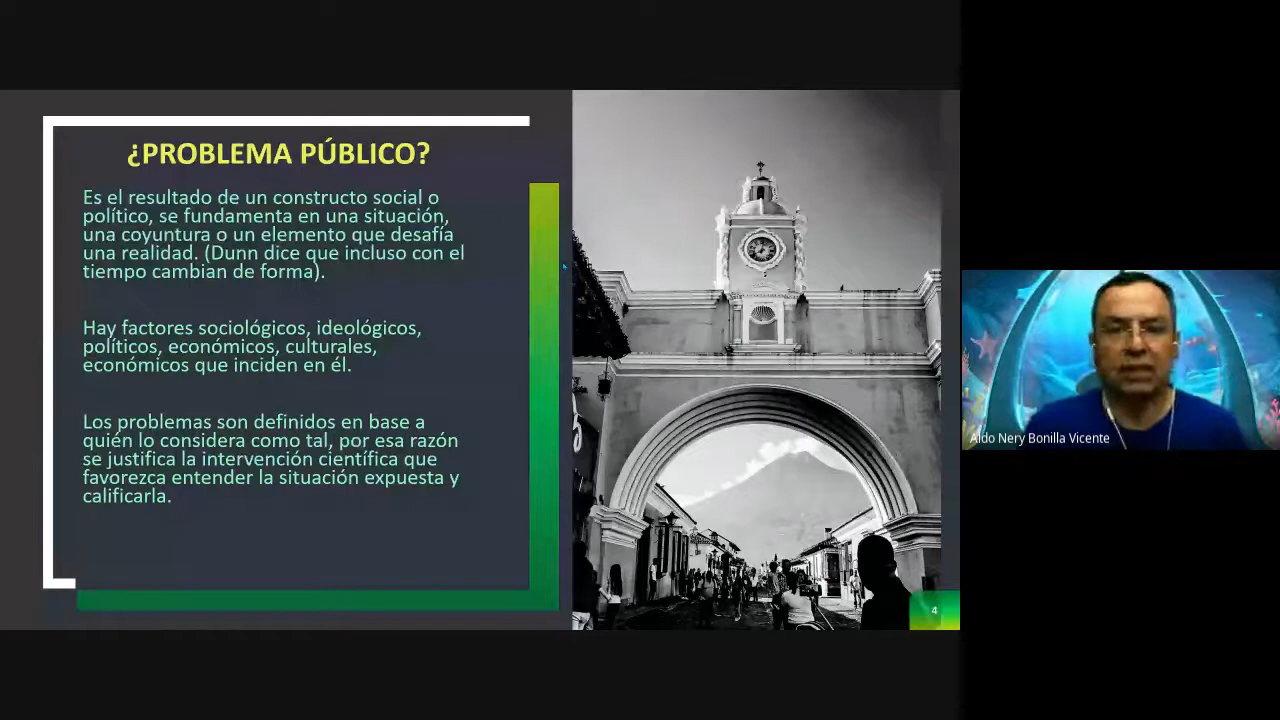 ¿PROBLEMA PÚBLICO?
Es el resultado de un constructo social o
político, se fundamenta en una situación,
una coyuntura o un elemento que desafía
una realidad. (Dunn dice que incluso con el
tiempo cambian de forma).
Hay factores sociológicos, ideológicos,
políticos, económicos, culturales,
económicos que inciden en él.
Los problemas son definidos en base a
quién lo considera como tal, por esa razón
se justifica la intervención científica que
favorezca entender la situación expuesta y
calificarla.
4
Aldo Nery Bonilla Vicente